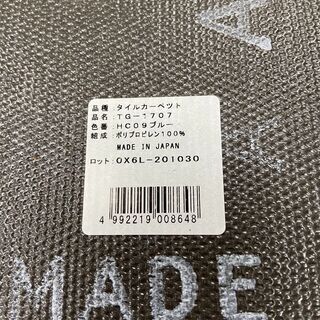 A
品種:タイルカーペット
品名:TG-1707
色番:HC09ブルー
組成:ポリプロピレン100%
MADE IN JAPAN
ロット:OX6L-201030
4 992219 008648
MADE